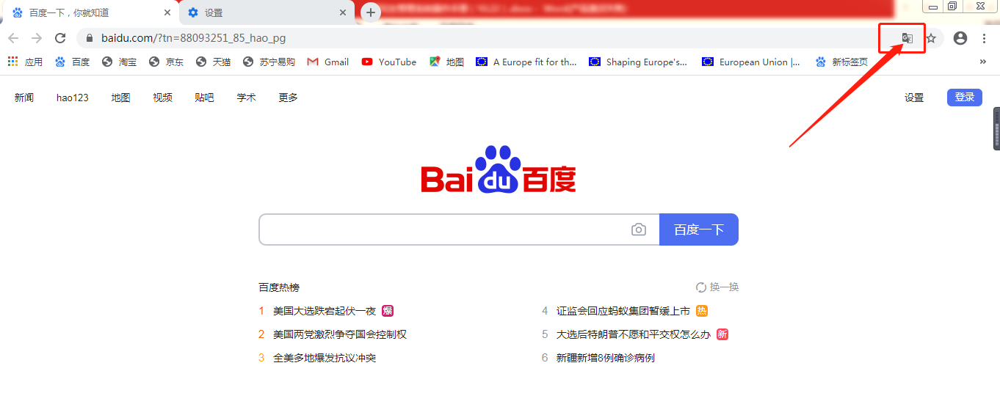 百度一下，你就知道
设置
baidu.com/?tn=88093251_85_hao_pg
应用 百度 淘宝 京东 天猫 苏宁易购 Gmail YouTube 地图 A Europe fit for th... Shaping Europe's... European Union |... 新标签页 »
新闻 hao123 地图 视频 贴吧 学术 更多 设置 登录
Bai du 百度
百度一下
百度热榜 换一换
1 美国大选跌宕起伏一夜 爆 4 证监会回应蚂蚁集团暂缓上市 热
2 美国两党激烈争夺国会控制权 5 大选后特朗普不愿和平交权怎么办 新
3 全美多地爆发抗议冲突 6 新疆新增8例确诊病例